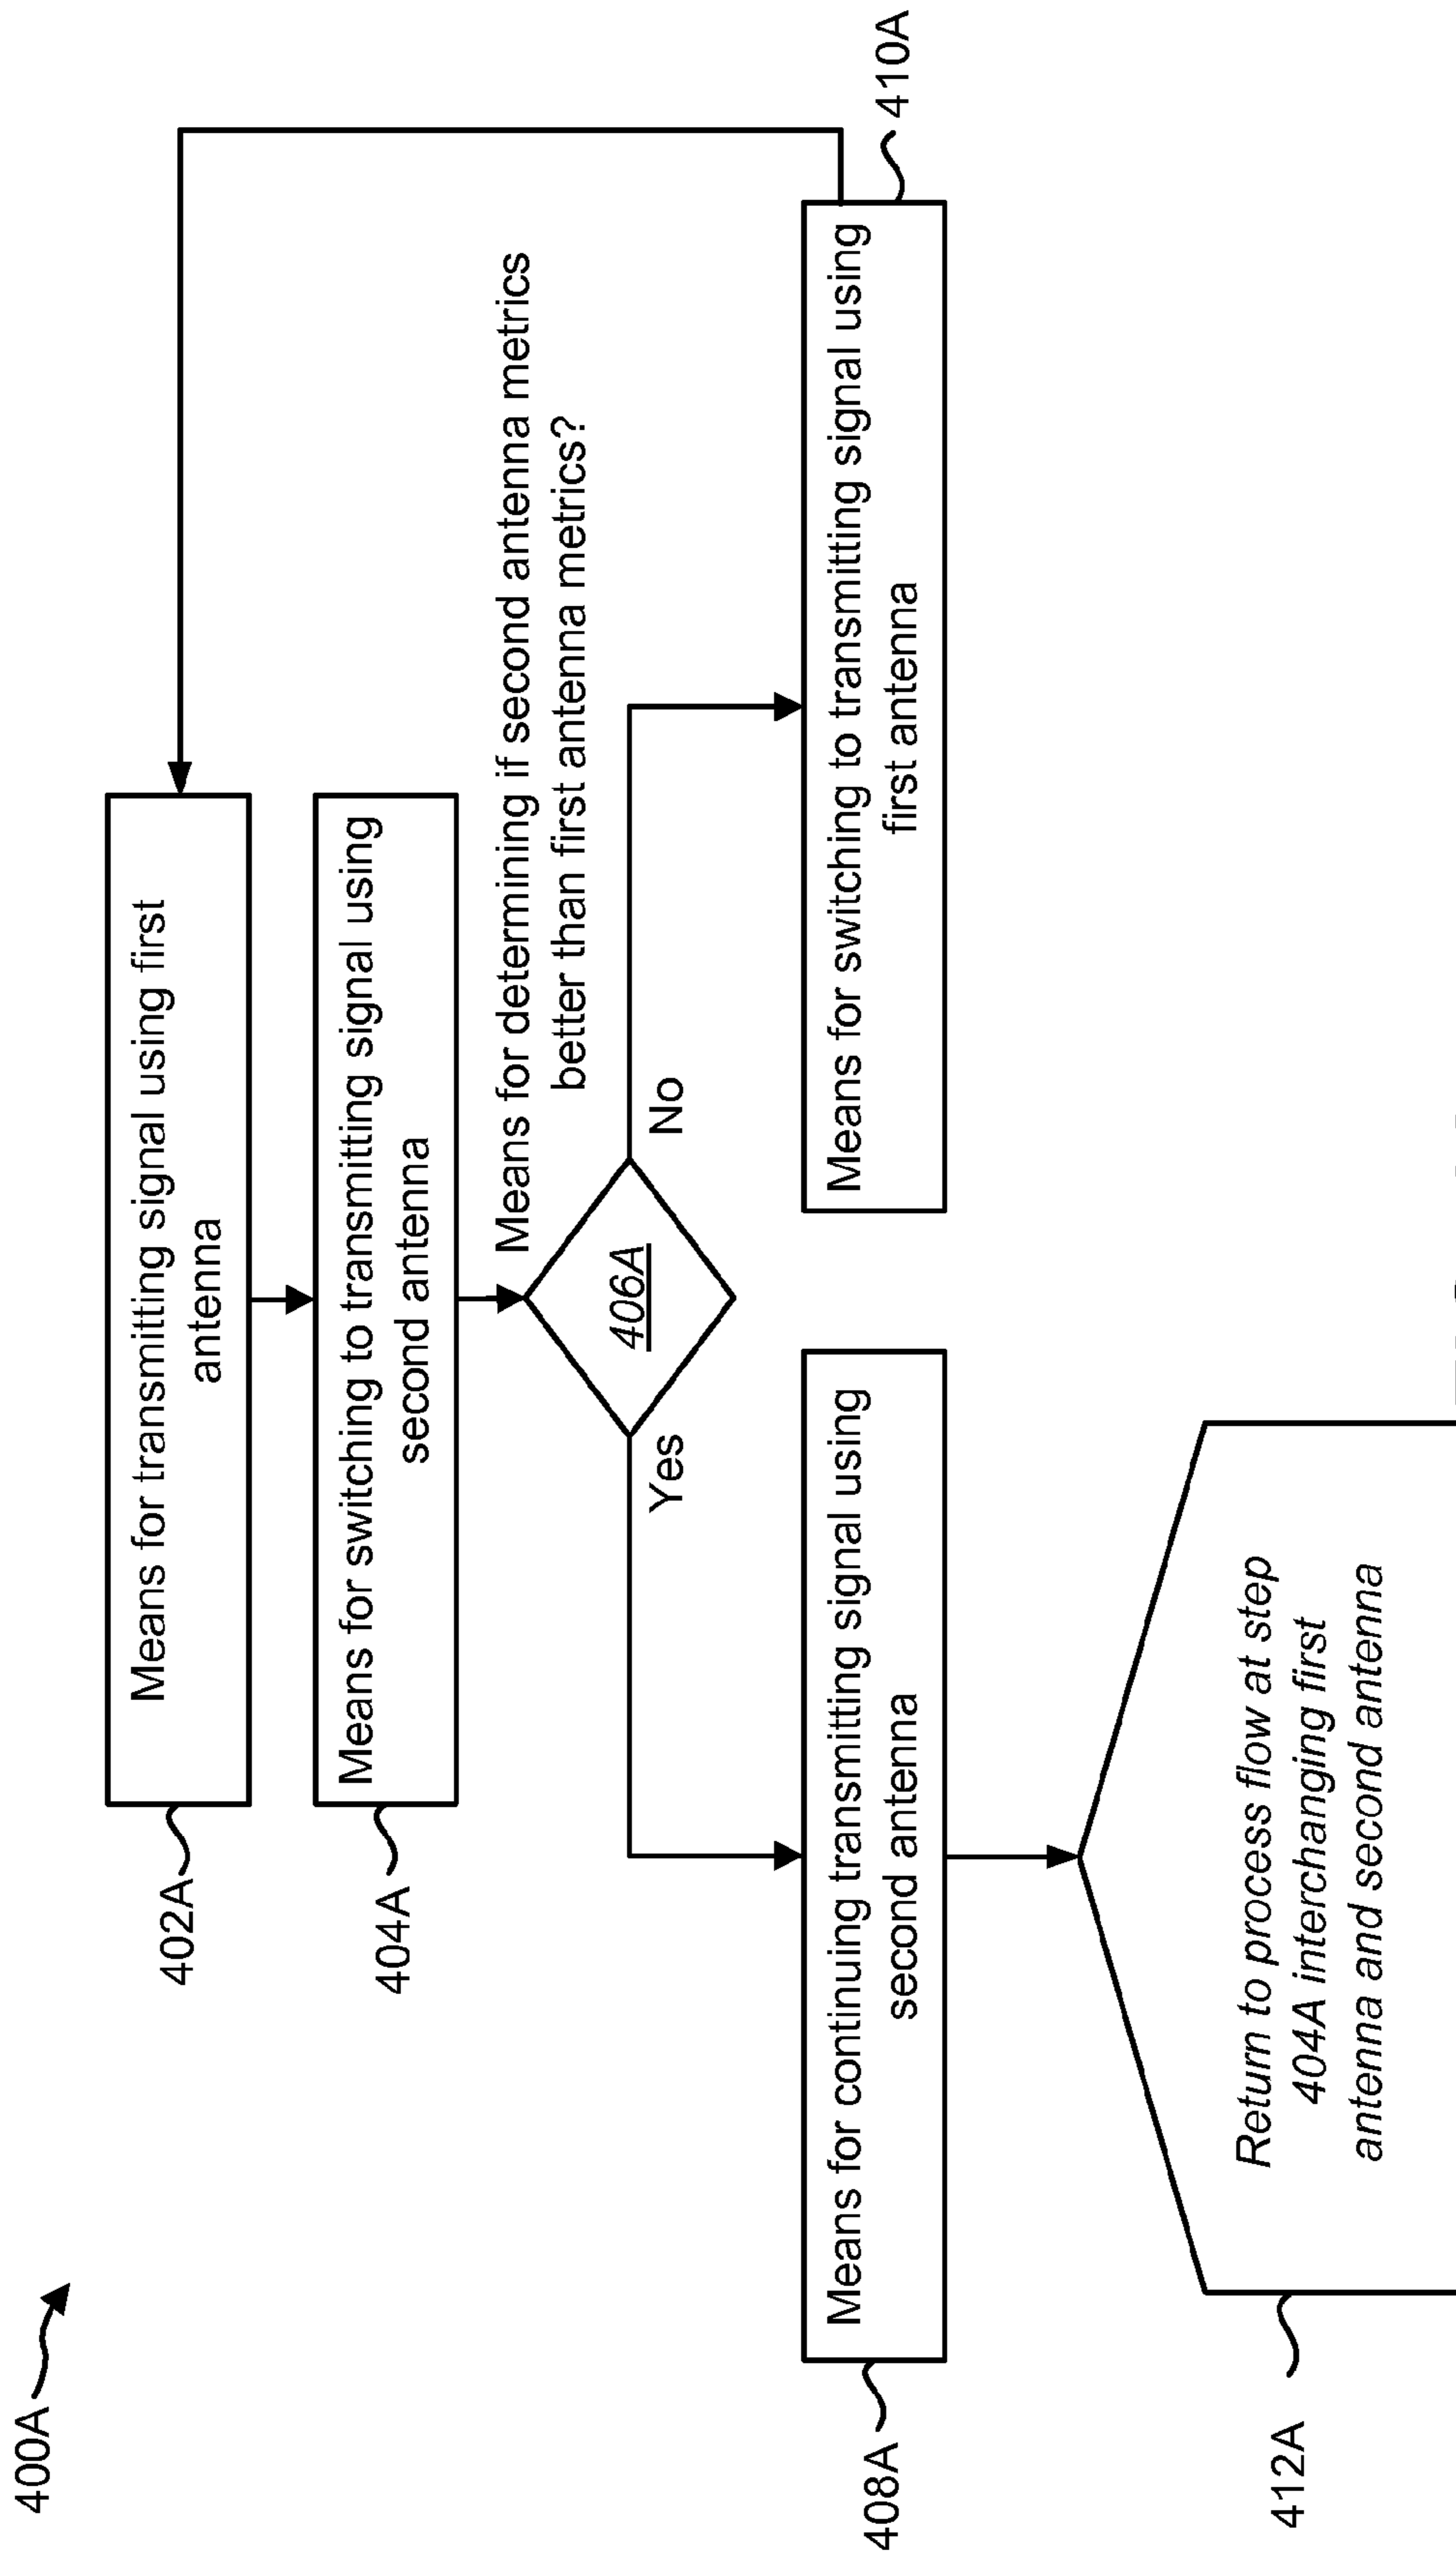 400A
402A
Means for transmitting signal using first
antenna
404A
Means for switching to transmitting signal using
second antenna
Means for determining if second antenna metrics
better than first antenna metrics?
406A
Yes
No
408A
Means for continuing transmitting signal using
second antenna
Means for switching to transmitting signal using
first antenna
410A
412A
Return to process flow at step
404A interchanging first
antenna and second antenna